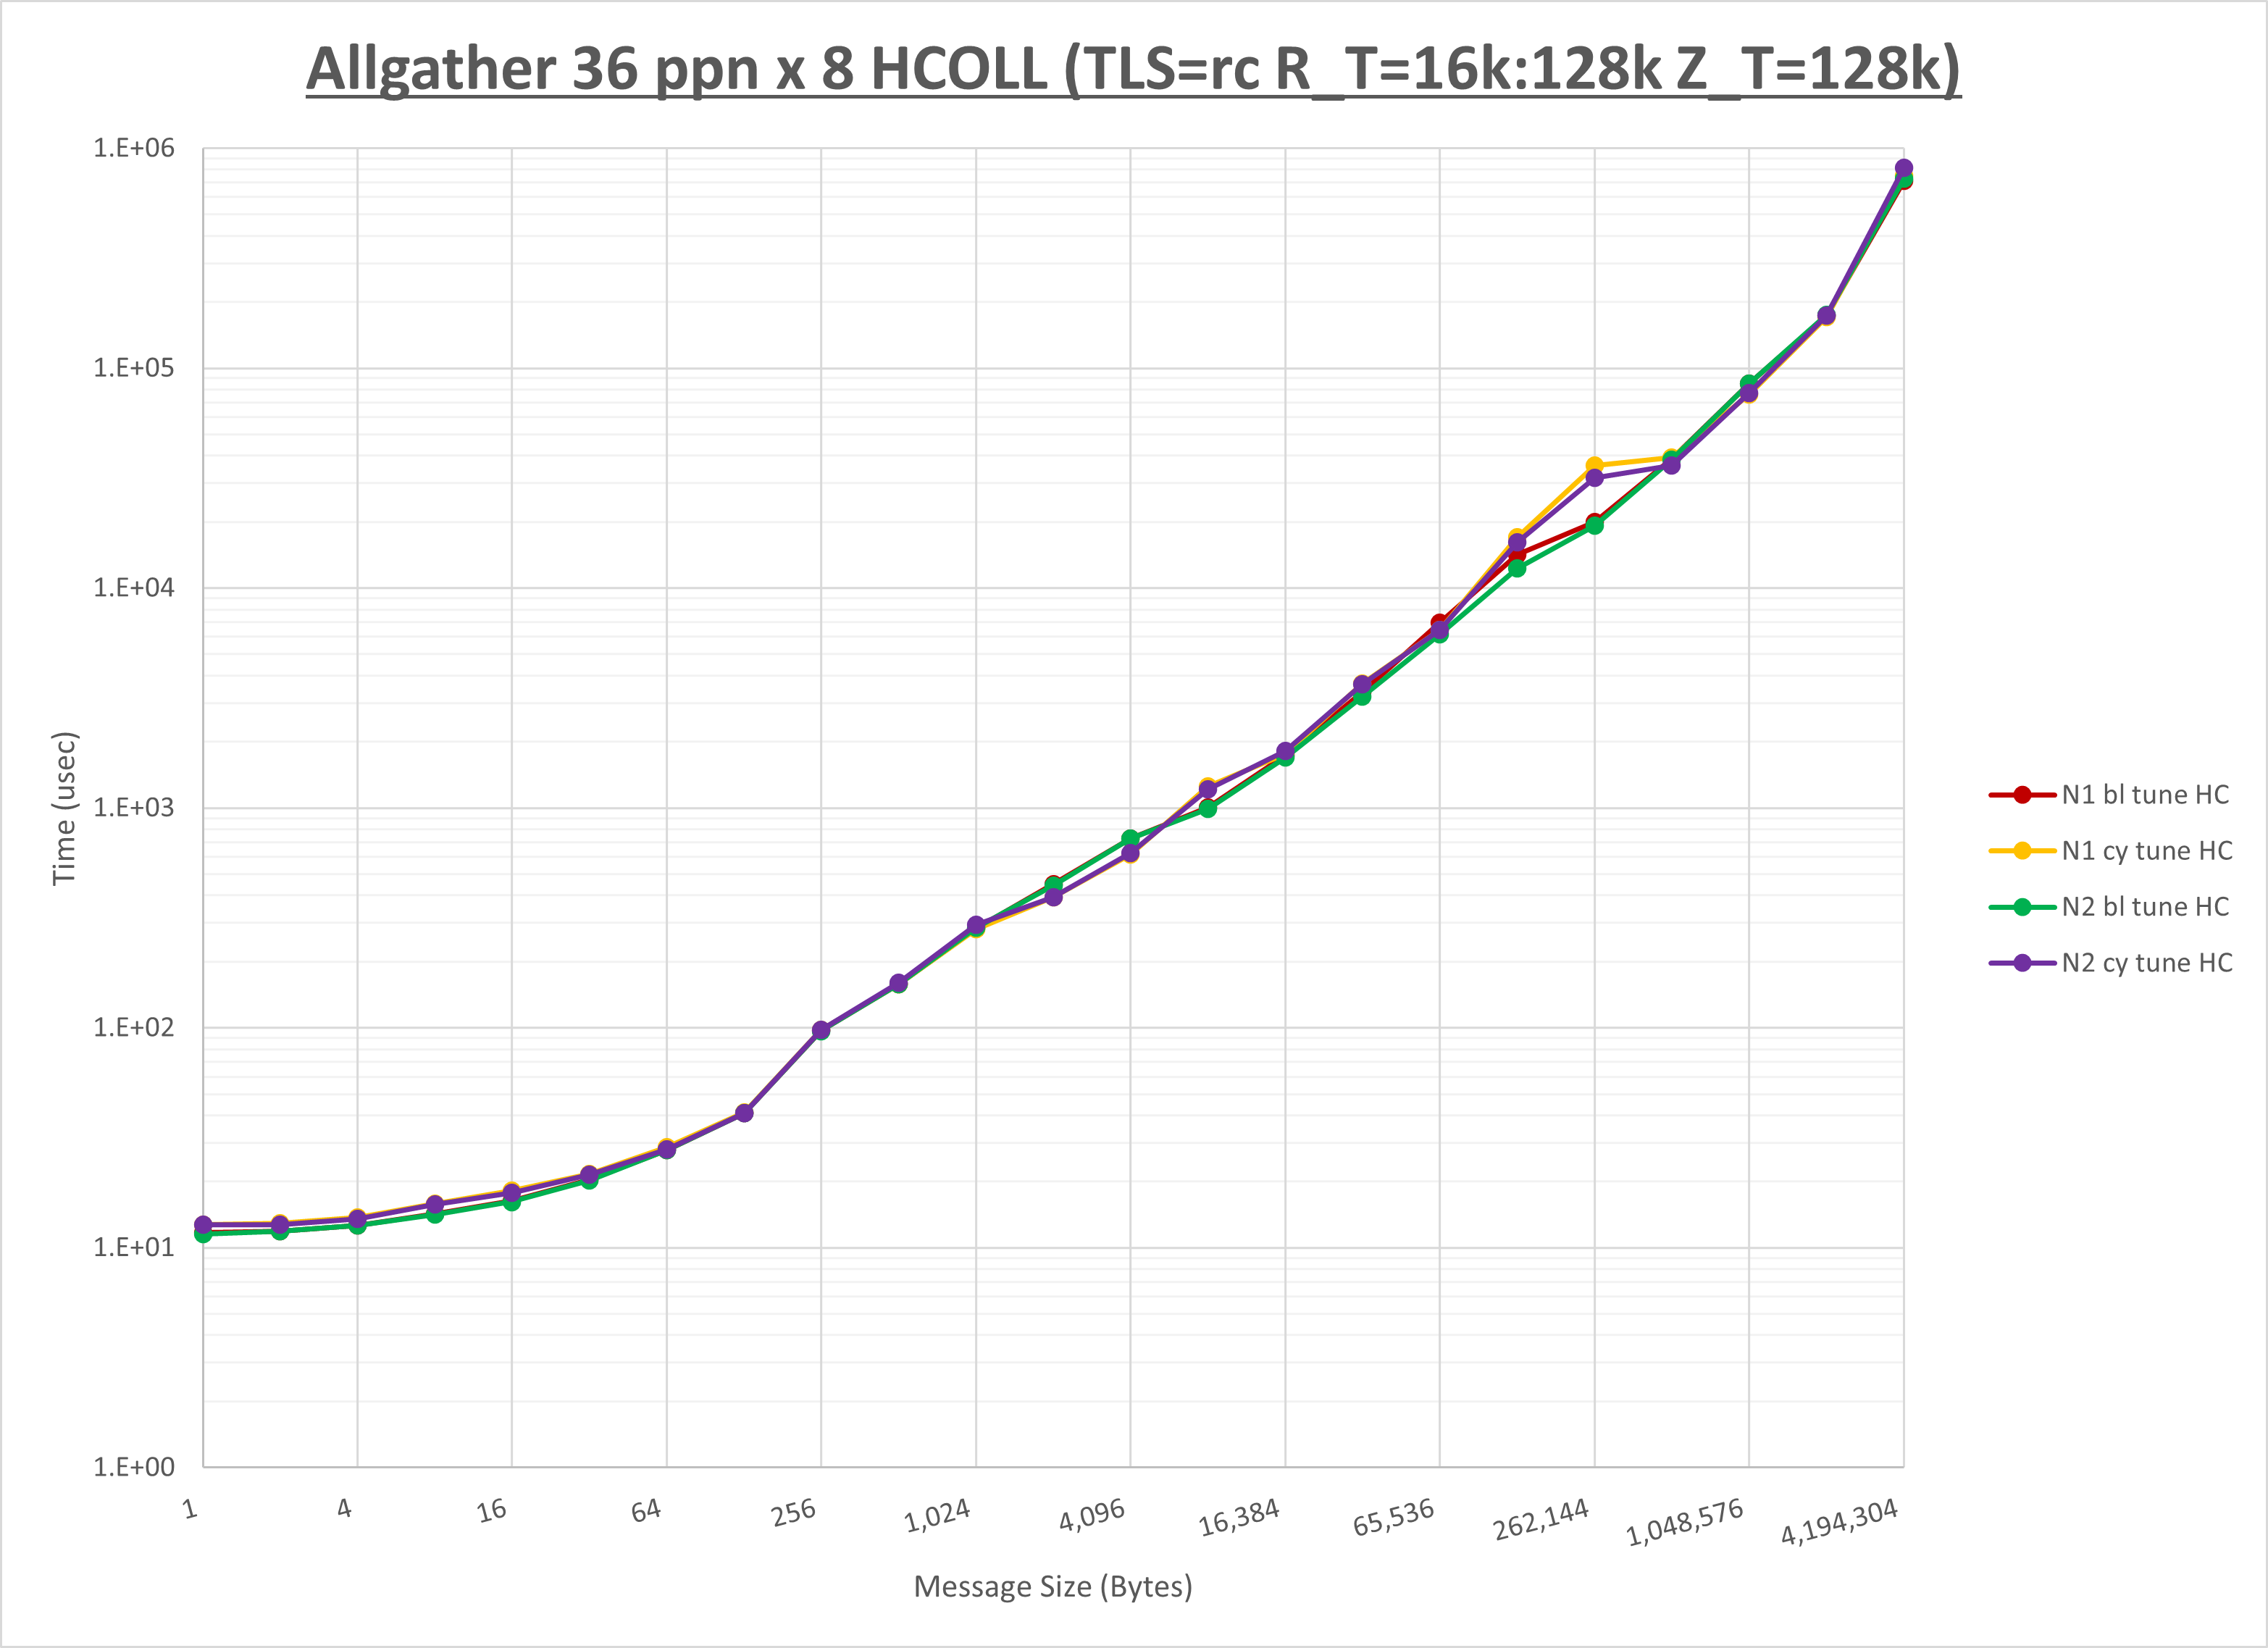 Allgather 36 ppn x 8 HCOLL (TLS=rc R_T=16k:128k Z_T=128k)
1.E+06
1.E+05
1.E+04
1.E+03
1.E+02
1.E+01
1.E+00
Time (usec)
1
4
16
64
256
1,024
4,096
16,384
65,536
262,144
1,048,576
4,194,304
Message Size (Bytes)
N1 bl tune HC
N1 cy tune HC
N2 bl tune HC
N2 cy tune HC